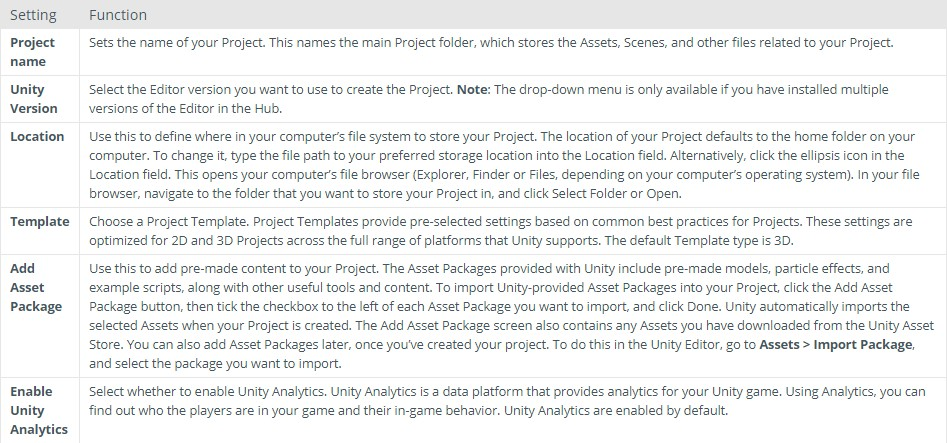 Setting Function
Project name
Sets the name of your Project. This names the main Project folder, which stores the Assets, Scenes, and other files related to your Project.
Unity Version
Select the Editor version you want to use to create the Project. Note: The drop-down menu is only available if you have installed multiple
versions of the Editor in the Hub.
Location
Use this to define where in your computer's file system to store your Project. The location of your Project defaults to the home folder on your
computer. To change it, type the file path to your preferred storage location into the Location field. Alternatively, click the ellipsis icon in the
Location field. This opens your computer's file browser (Explorer, Finder or Files, depending on your computer's operating system). In your file
browser, navigate to the folder that you want to store your Project in, and click Select Folder or Open.
Template
Choose a Project Template. Project Templates provide pre-selected settings based on common best practices for Projects. These settings are
optimized for 2D and 3D Projects across the full range of platforms that Unity supports. The default Template type is 3D.
Add
Asset
Package
Use this to add pre-made content to your Project. The Asset Packages provided with Unity include pre-made models, particle effects, and
example scripts, along with other useful tools and content. To import Unity-provided Asset Packages into your Project, click the Add Asset
Package button, then tick the checkbox to the left of each Asset Package you want to import, and click Done. Unity automatically imports the
selected Assets when your Project is created. The Add Asset Package screen also contains any Assets you have downloaded from the Unity Asset
Store. You can also add Asset Packages later, once you've created your project. To do this in the Unity Editor, go to Assets > Import Package,
and select the package you want to import.
Enable
Unity
Analytics
Select whether to enable Unity Analytics. Unity Analytics is a data platform that provides analytics for your Unity game. Using Analytics, you can
find out who the players are in your game and their in-game behavior. Unity Analytics are enabled by default.